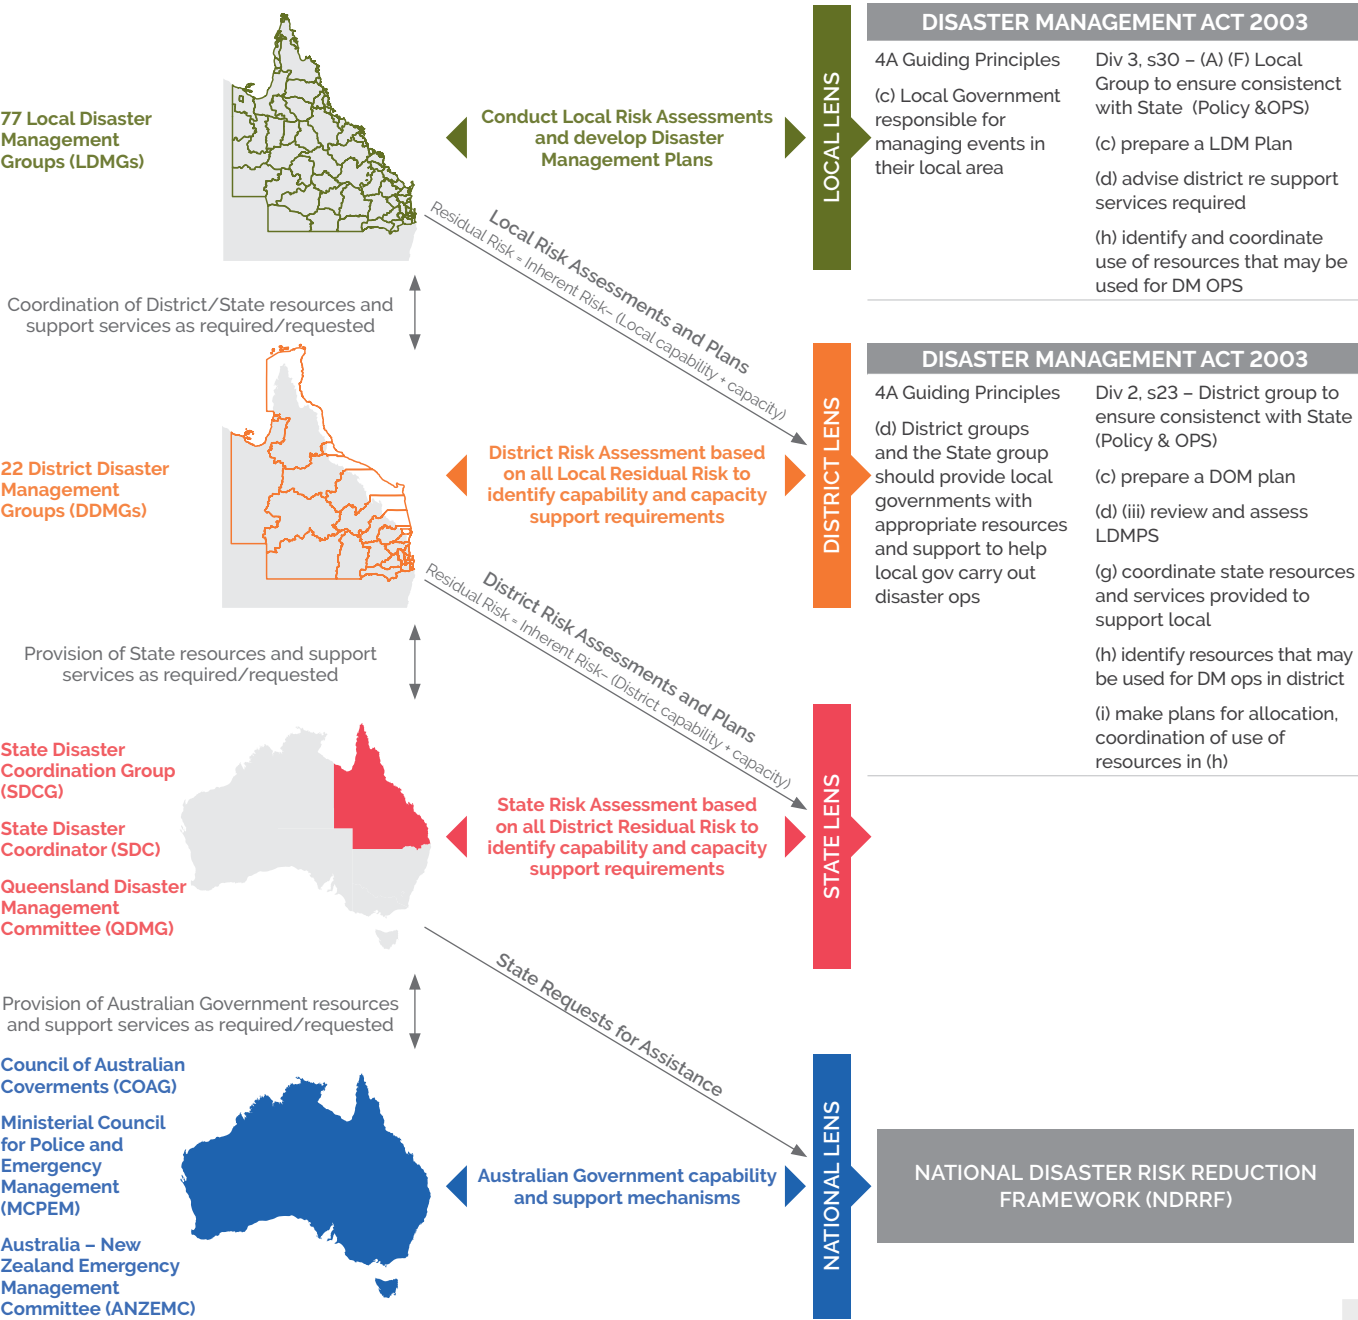 77 Local Disaster
Management
Groups (LDMGs)
Conduct Local Risk Assessments
and develop Disaster
Management Plans
LOCAL LENS
DISASTER MANAGEMENT ACT 2003
4A Guiding Principles
(c) Local Government
responsible for
managing events in
their local area
Div 3, s30 – (A) (F) Local
Group to ensure consistenct
with State (Policy &OPS)
(c) prepare a LDM Plan
(d) advise district re support
services required
(h) identify and coordinate
use of resources that may be
used for DM OPS
Local Risk Assessments and Plans
Residual Risk = Inherent Risk– (Local capability + capacity)
Coordination of District/State resources and
support services as required/requested
22 District Disaster
Management
Groups (DDMGs)
District Risk Assessment based
on all Local Residual Risk to
identify capability and capacity
support requirements
DISTRICT LENS
DISASTER MANAGEMENT ACT 2003
4A Guiding Principles
(d) District groups
and the State group
should provide local
governments with
appropriate resources
and support to help
local gov carry out
disaster ops
Div 2, s23 – District group to
ensure consistenct with State
(Policy & OPS)
(c) prepare a DOM plan
(d) (iii) review and assess
LDMPS
(g) coordinate state resources
and services provided to
support local
(h) identify resources that may
be used for DM ops in district
(i) make plans for allocation,
coordination of use of
resources in (h)
District Risk Assessments and Plans
Residual Risk = Inherent Risk– (District capability + capacity)
Provision of State resources and support
services as required/requested
State Disaster
Coordination Group
(SDCG)
State Disaster
Coordinator (SDC)
Queensland Disaster
Management
Committee (QDMG)
State Risk Assessment based
on all District Residual Risk to
identify capability and capacity
support requirements
STATE LENS
State Requests for Assistance
Provision of Australian Government resources
and support services as required/requested
Council of Australian
Coverments (COAG)
Ministerial Council
for Police and
Emergency
Management
(MCPEM)
Australia – New
Zealand Emergency
Management
Committee (ANZEMC)
Australian Government capability
and support mechanisms
NATIONAL LENS
NATIONAL DISASTER RISK REDUCTION
FRAMEWORK (NDRRF)